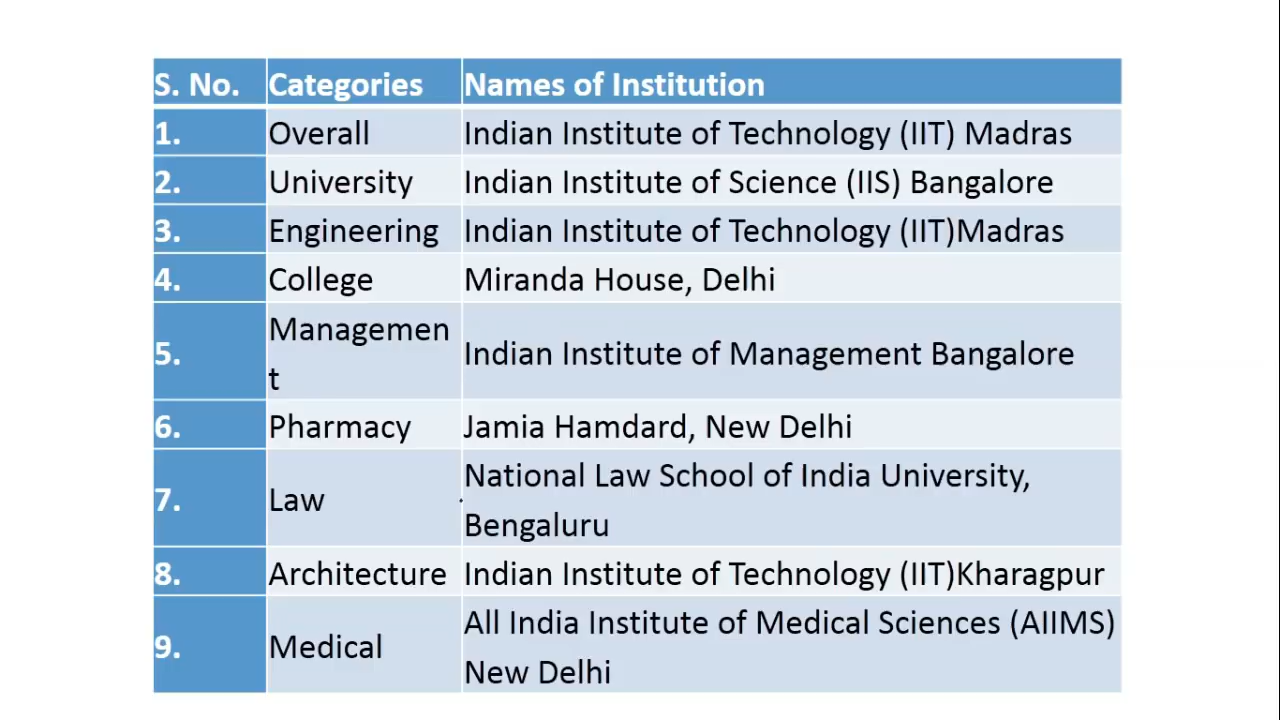 S. No. Categories Names of Institution
1. Overall Indian Institute of Technology (IIT) Madras
2. University Indian Institute of Science (IIS) Bangalore
3. Engineering Indian Institute of Technology (IIT)Madras
4. College Miranda House, Delhi
5. Managemen
t Indian Institute of Management Bangalore
6. Pharmacy Jamia Hamdard, New Delhi
7. Law National Law School of India University,
Bengaluru
8. Architecture Indian Institute of Technology (IIT)Kharagpur
9. Medical All India Institute of Medical Sciences (AIIMS)
New Delhi